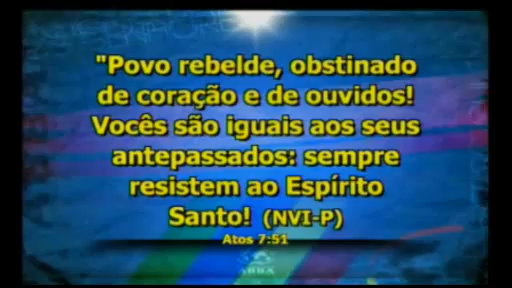 "Povo rebelde, obstinado
de coração e de ouvidos!
Vocês são iguais aos seus
antepassados: sempre
resistem ao Espírito
Santo! (NVI-P)
Atos 7:51